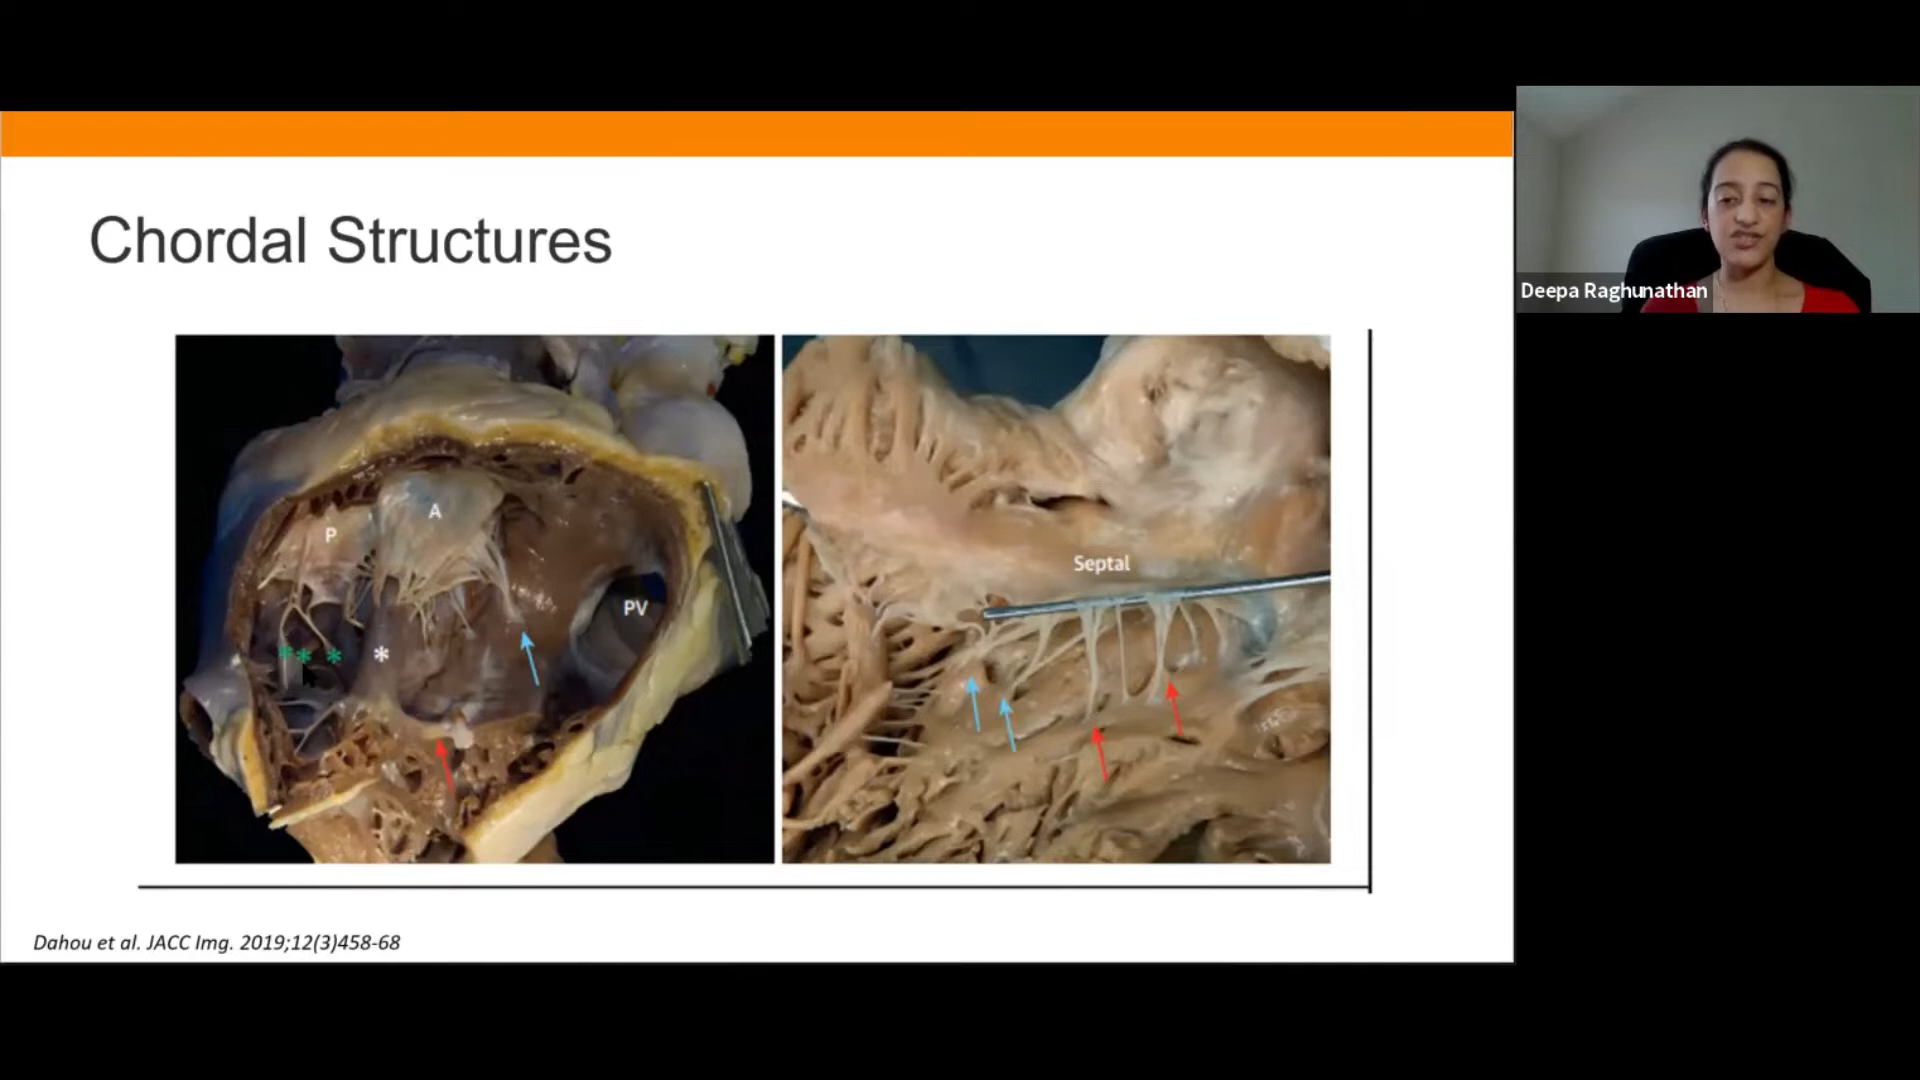 Chordal Structures
P
A
PV
* * *
*
Septal
Dahou et al. JACC Img. 2019;12(3)458-68
Deepa Raghunathan